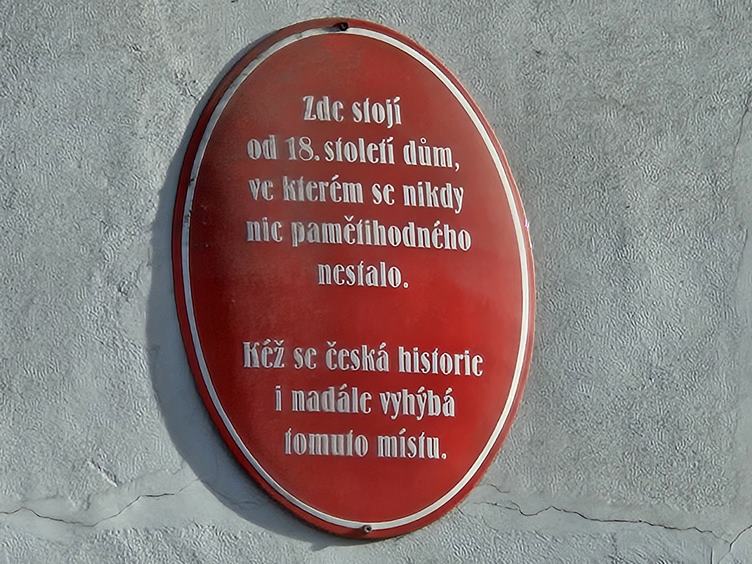 Zde stojí
od 18. století dům,
ve kterém se nikdy
nic pamětihodného
nestalo.
Kéž se česká historie
i nadále vyhýbá
tomuto místu.